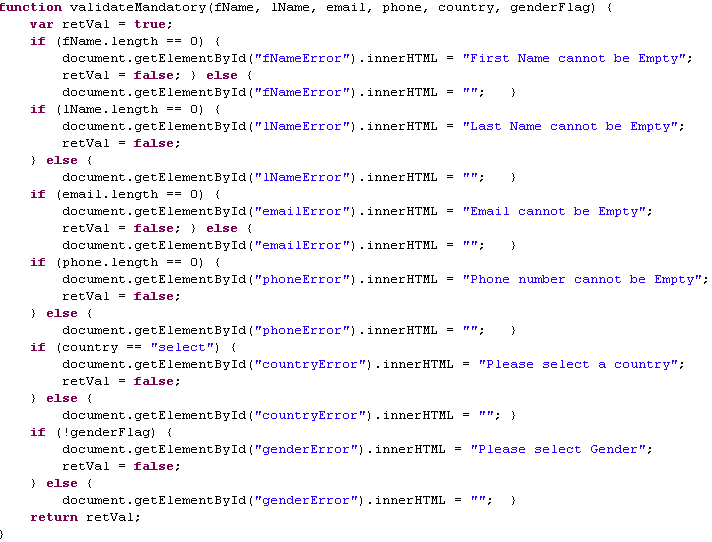 function validateMandatory(fName, lName, email, phone, country, genderFlag) {
    var retVal = true;
    if (fName.length == 0) {
        document.getElementById("fNameError").innerHTML = "First Name cannot be Empty";
        retVal = false; } else {
        document.getElementById("fNameError").innerHTML = "";   }
    if (lName.length == 0) {
        document.getElementById("lNameError").innerHTML = "Last Name cannot be Empty";
        retVal = false;
    } else {
        document.getElementById("lNameError").innerHTML = "";   }
    if (email.length == 0) {
        document.getElementById("emailError").innerHTML = "Email cannot be Empty";
        retVal = false; } else {
        document.getElementById("emailError").innerHTML = "";   }
    if (phone.length == 0) {
        document.getElementById("phoneError").innerHTML = "Phone number cannot be Empty";
        retVal = false;
    } else {
        document.getElementById("phoneError").innerHTML = "";   }
    if (country == "select") {
        document.getElementById("countryError").innerHTML = "Please select a country";
        retVal = false;
    } else {
        document.getElementById("countryError").innerHTML = ""; }
    if (!genderFlag) {
        document.getElementById("genderError").innerHTML = "Please select Gender";
        retVal = false;
    } else {
        document.getElementById("genderError").innerHTML = "";  }
    return retVal;
}